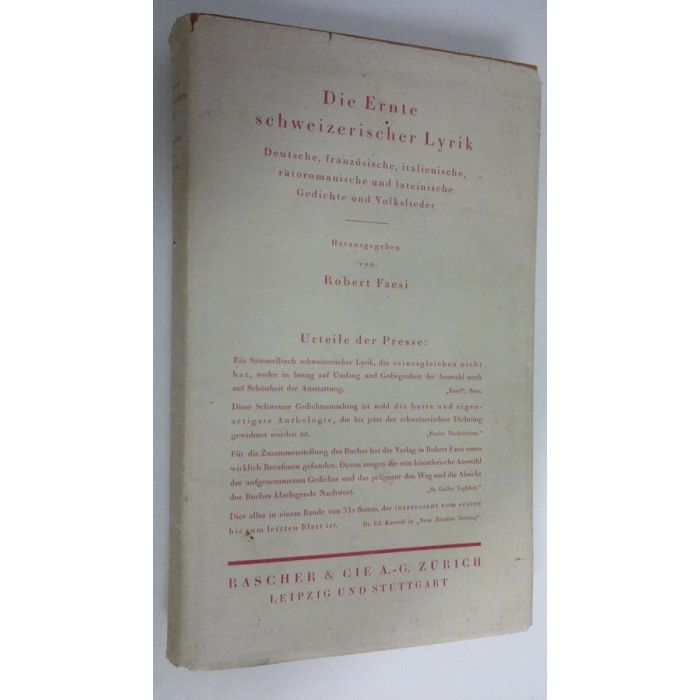 Die Ernte
schweizerischer Lyrik
Deutsche, französische, italienische,
rätoromanische und lateinische
Gedichte und Volkslieder
Herausgegeben
von
Robert Faesi
Urteile der Presse:
Ein Sammelbuch schweizerischer Lyrik, das seinesgleichen nicht
hat, weder in bezug auf Umfang und Gediegenheit der Auswahl noch
auf Schönheit der Ausstattung. „Bund“, Bern.
Diese Schweizer Gedichtsammlung ist wohl die beste und eigen-
artigste Anthologie, die bis jetzt der schweizerischen Dichtung
gewidmet worden ist. „Basler Nachrichten.“
Für die Zusammenstellung des Buches hat der Verlag in Robert Faesi einen
wirklich Berufenen gefunden. Davon zeugen die rein künstlerische Auswahl
der aufgenommenen Gedichte und das prägnant den Weg und die Absicht
des Buches klarlegende Nachwort. „St. Galler Tagblatt.“
Dies alles in einem Bande von 332 Seiten, der interessant vom ersten
bis zum letzten Blatt ist. Dr. Ed. Korrodi in „Neue Zürcher Zeitung“.
RASCHER & CIE A.-G. ZÜRICH
LEIPZIG UND STUTTGART